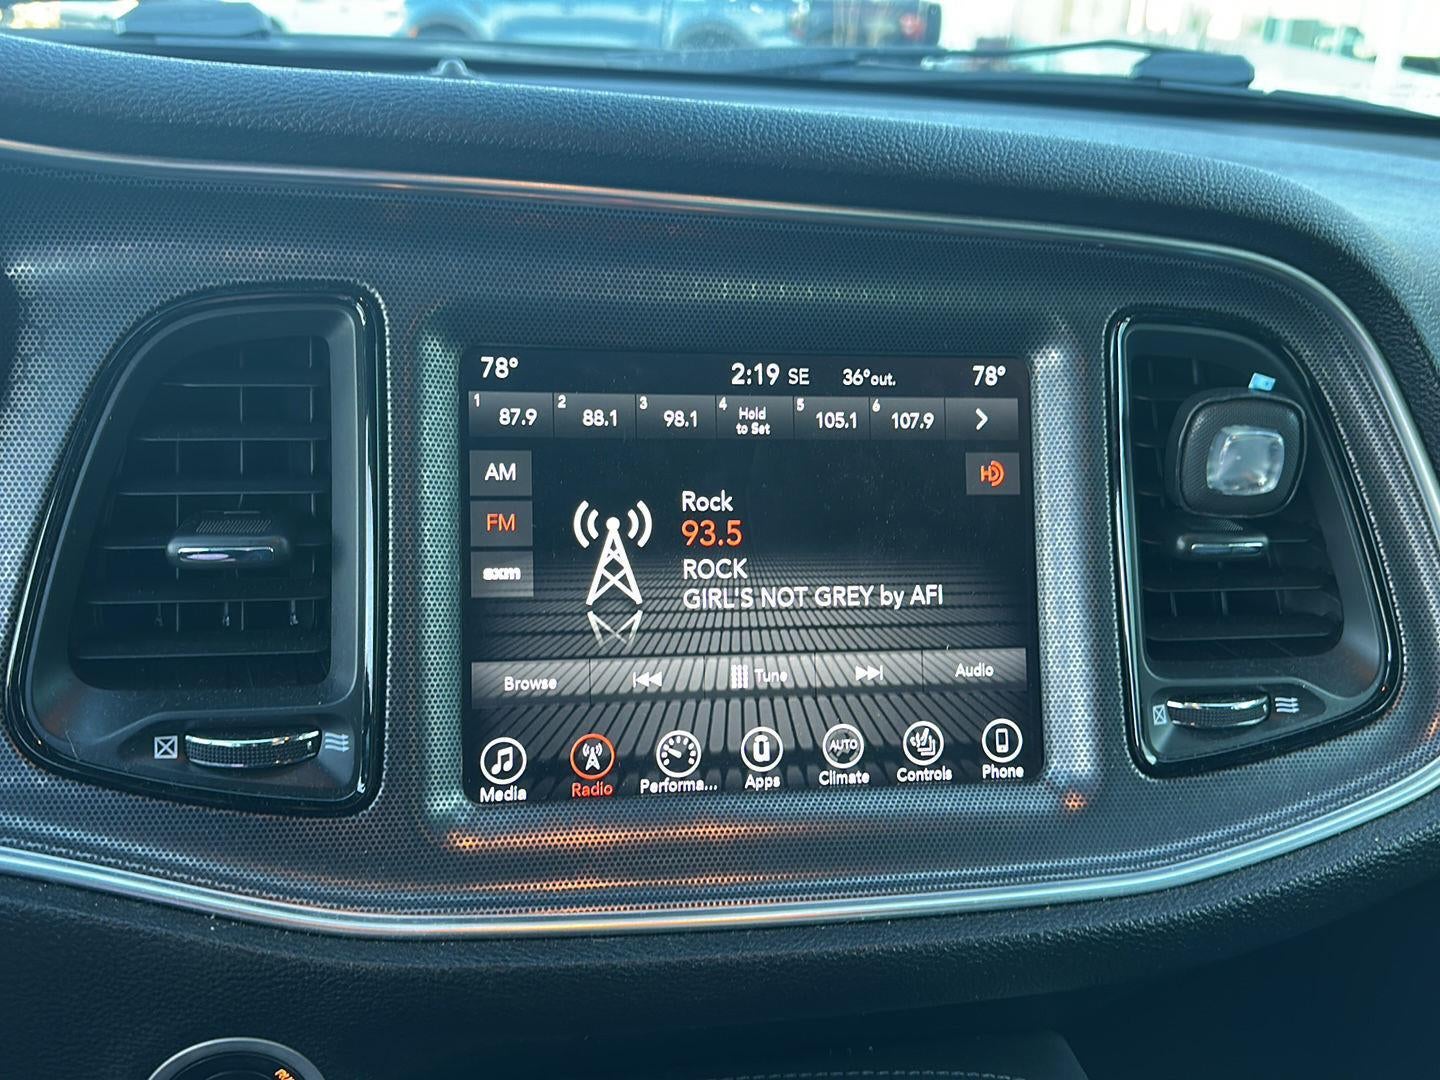 78° 2:19 SE 36°out. 78°
1 87.9 2 88.1 3 98.1 4 Hold to Set 5 105.1 6 107.9 >
AM
HD
FM
sxm
Rock
93.5
ROCK
GIRL'S NOT GREY by AFI
Browse Tune Audio
AUTO
Media Radio Performa... Apps Climate Controls Phone